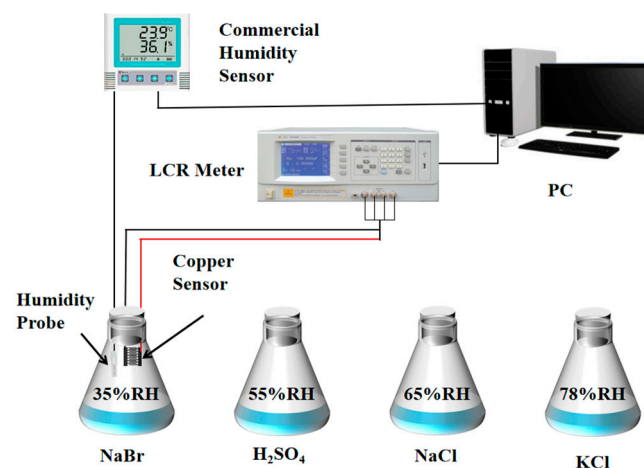 Commercial
Humidity
Sensor
23.9℃
36.1%
LCR Meter
PC
Copper
Sensor
Humidity
Probe
35%RH
55%RH
65%RH
78%RH
NaBr
H₂SO₄
NaCl
KCl